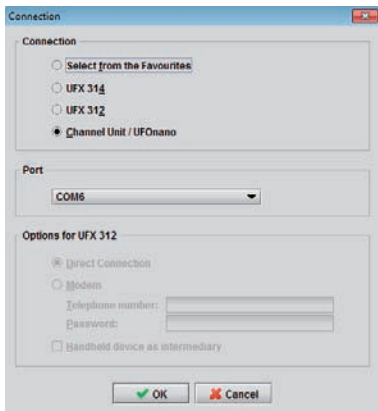 Connection
Connection
Select from the Favourites
UFX 314
UFX 312
Channel Unit / UFOnano
Port
COM6
Options for UFX 312
Direct Connection
Modem
Telephone number:
Password:
Handheld device as intermediary
OK Cancel